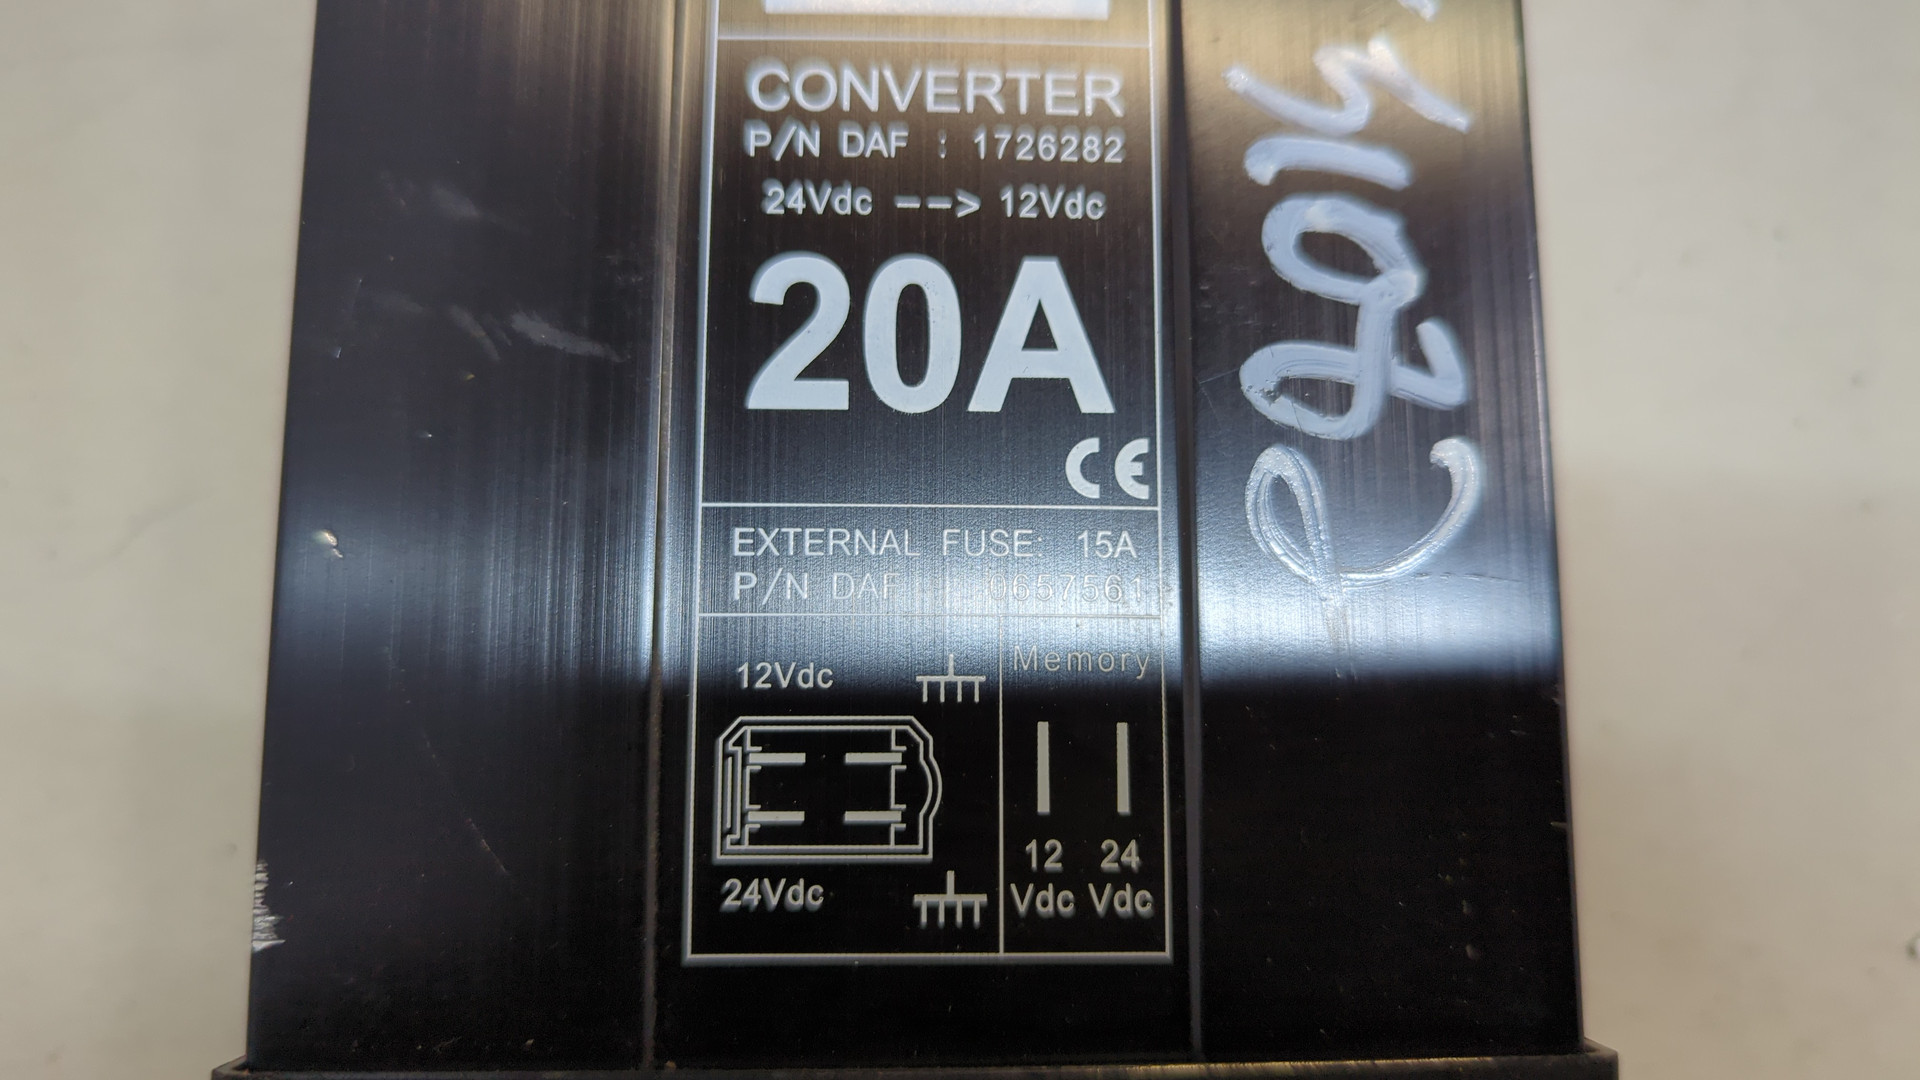 CONVERTER
P/N DAF : 1726282
24Vdc --> 12Vdc
20A
CE
EXTERNAL FUSE: 15A
P/N DAF : 0657561
12Vdc
Memory
24Vdc
12 24
Vdc Vdc